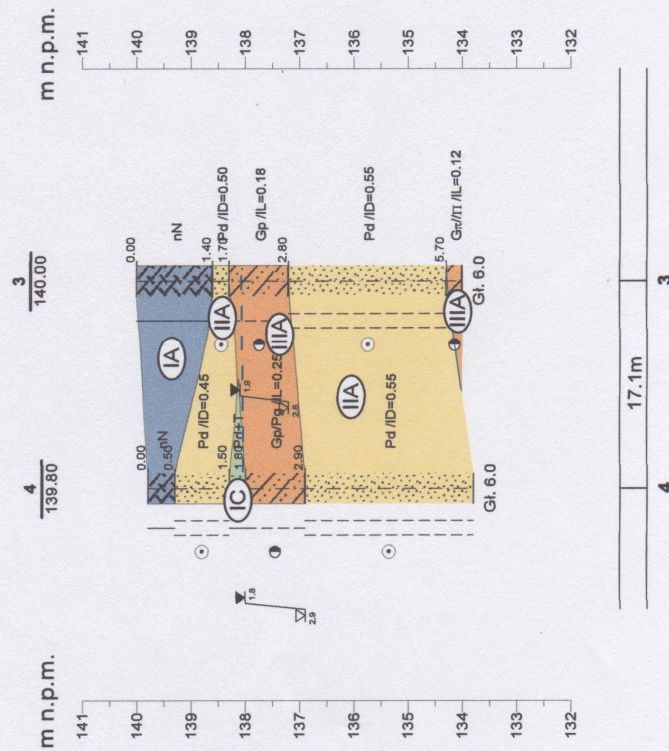 m n.p.m.
141
140
139
138
137
136
135
134
133
132
4
139.80
0.00
0.50
nN
Pd /ID=0.45
1.50
Pd+T
1.80
Gp/Pg /IL=0.25
2.90
Pd /ID=0.55
Gł. 6.0
1.8
2.9
IA
IIA
IC
IIIA
IIA
IIIA
1.8
2.8
3
140.00
0.00
nN
1.40
Pd /ID=0.50
1.70
Gp /IL=0.18
2.80
Pd /ID=0.55
5.70
Gπ//Π /IL=0.12
Gł. 6.0
m n.p.m.
141
140
139
138
137
136
135
134
133
132
17.1m
4
3